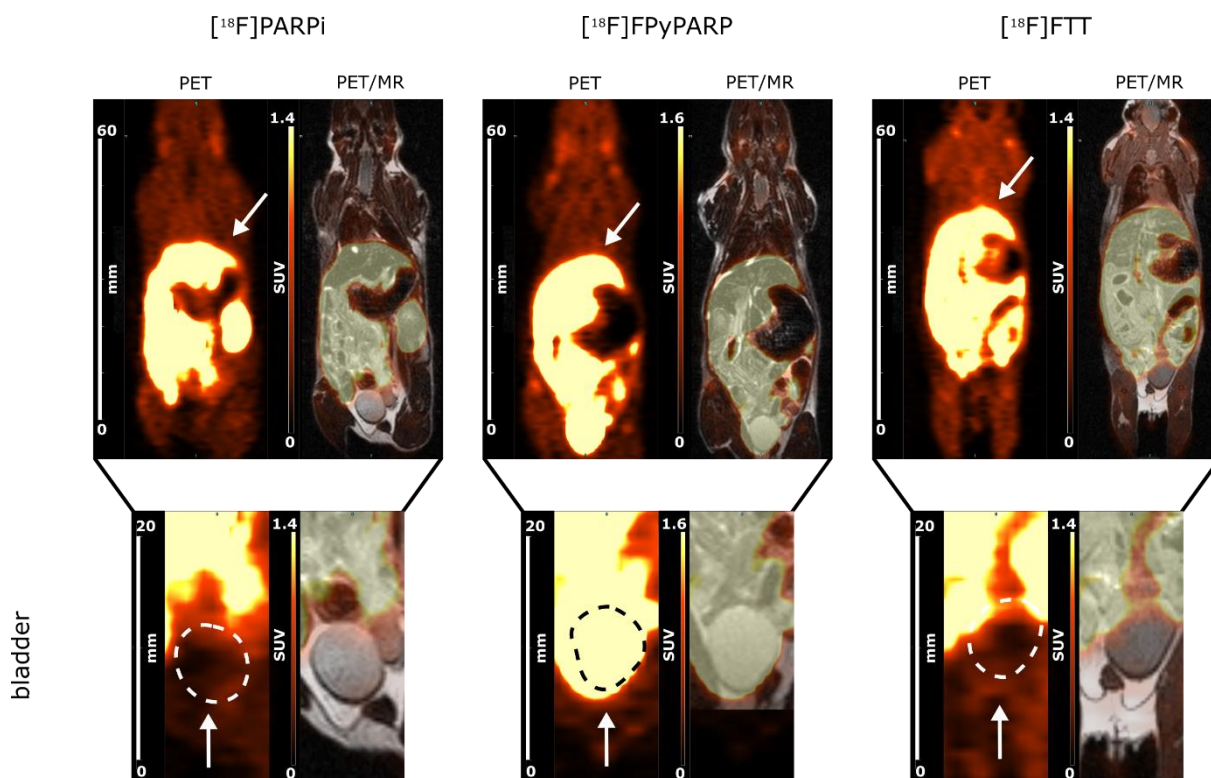 [¹⁸F]PARPi [¹⁸F]FPyPARP [¹⁸F]FTT
PET PET/MR PET PET/MR PET PET/MR
60 1.4 60 1.6 60 1.4
mm SUV mm SUV mm SUV
0 0 0 0 0 0
20 1.4 20 1.6 20 1.4
bladder mm SUV mm SUV mm SUV
0 0 0 0 0 0